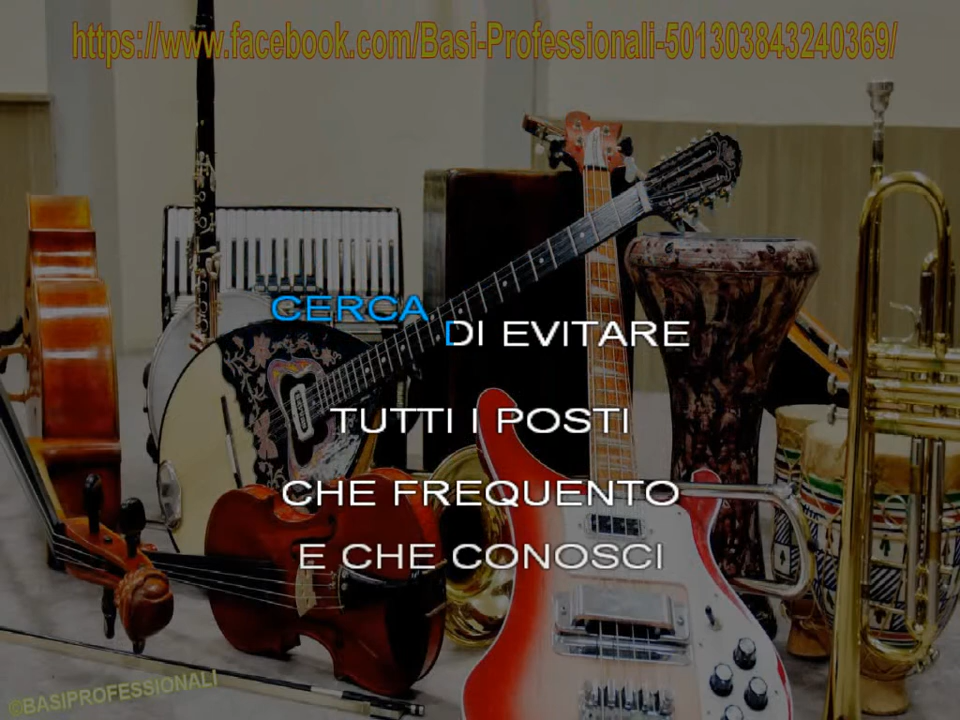 https://www.facebook.com/Basi-Professionali-501303843240369/
CERCA DI EVITARE
TUTTI I POSTI
CHE FREQUENTO
E CHE CONOSCI
©BASIPROFESSIONALI